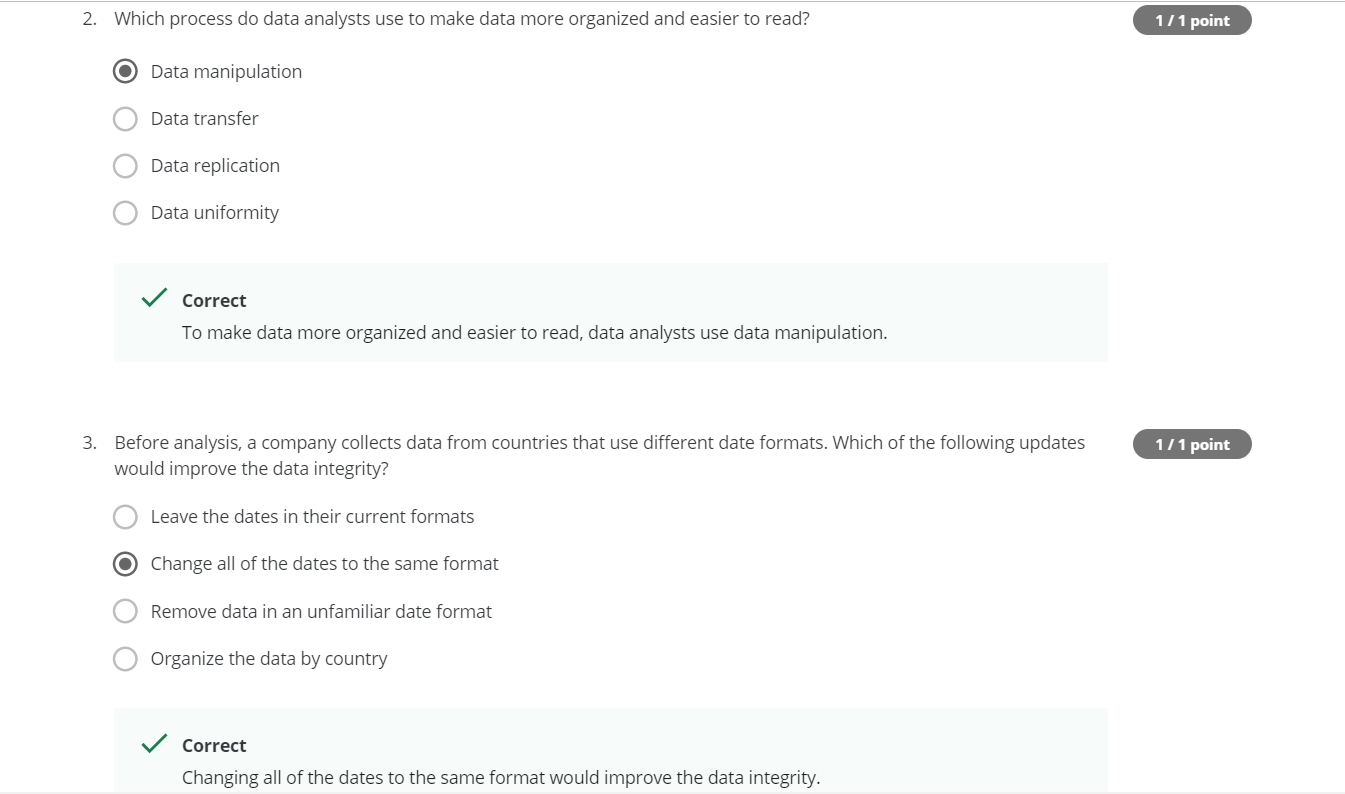 2. Which process do data analysts use to make data more organized and easier to read?
1 / 1 point
Data manipulation
Data transfer
Data replication
Data uniformity
Correct
To make data more organized and easier to read, data analysts use data manipulation.
3. Before analysis, a company collects data from countries that use different date formats. Which of the following updates
would improve the data integrity?
1 / 1 point
Leave the dates in their current formats
Change all of the dates to the same format
Remove data in an unfamiliar date format
Organize the data by country
Correct
Changing all of the dates to the same format would improve the data integrity.